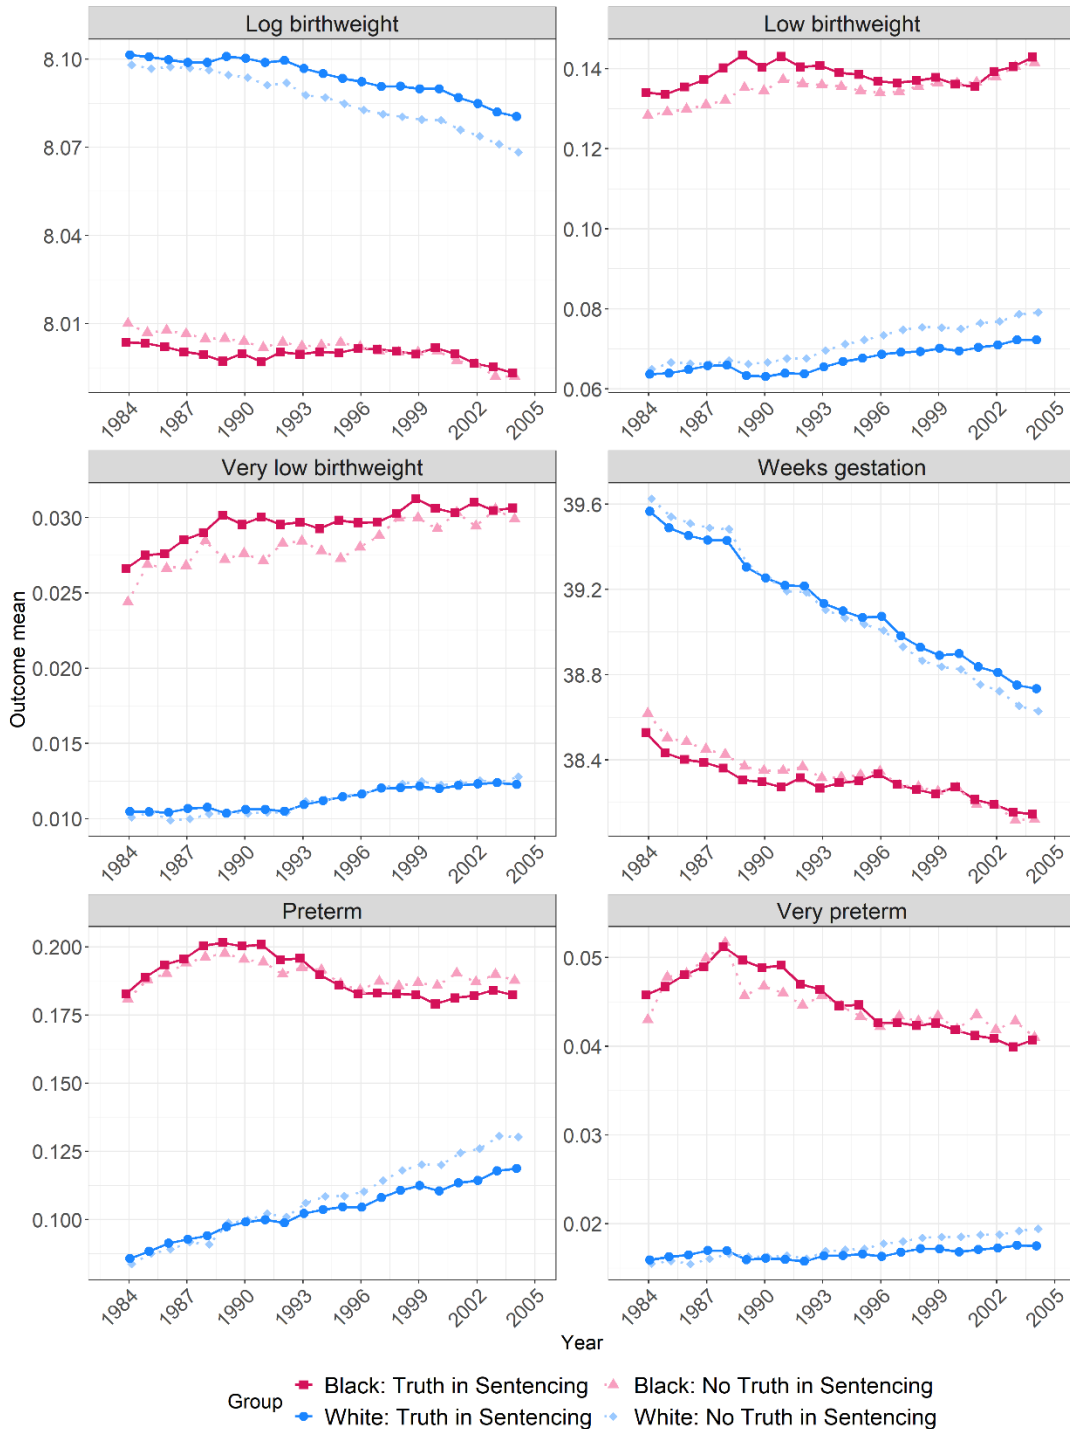 Log birthweight
Low birthweight
8.10
8.07
8.04
8.01
0.14
0.12
0.10
0.08
0.06
1984 1987 1990 1993 1996 1999 2002 2005
1984 1987 1990 1993 1996 1999 2002 2005
Very low birthweight
Weeks gestation
0.030
0.025
0.020
0.015
0.010
39.6
39.2
38.8
38.4
1984 1987 1990 1993 1996 1999 2002 2005
1984 1987 1990 1993 1996 1999 2002 2005
Outcome mean
Preterm
Very preterm
0.200
0.175
0.150
0.125
0.100
0.05
0.04
0.03
0.02
1984 1987 1990 1993 1996 1999 2002 2005
1984 1987 1990 1993 1996 1999 2002 2005
Year
Group
Black: Truth in Sentencing
Black: No Truth in Sentencing
White: Truth in Sentencing
White: No Truth in Sentencing